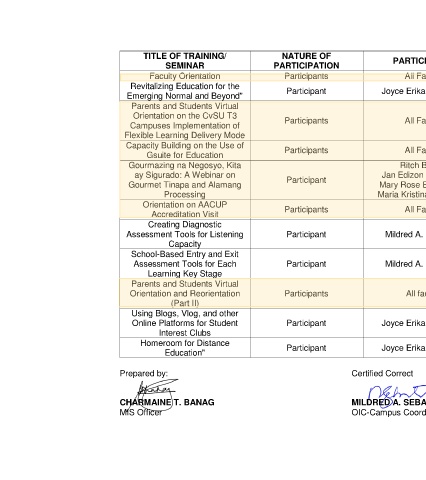 TITLE OF TRAINING/
SEMINAR
NATURE OF
PARTICIPATION
PARTICI
Faculty Orientation
Participants
All Fa
Revitalizing Education for the
Emerging Normal and Beyond"
Participant
Joyce Erika
Parents and Students Virtual
Orientation on the CvSU T3
Campuses Implementation of
Flexible Learning Delivery Mode
Participants
All Fa
Capacity Building on the Use of
Gsuite for Education
Participants
All Fa
Gourmazing na Negosyo, Kita
ay Sigurado: A Webinar on
Gourmet Tinapa and Alamang
Processing
Participant
Ritch B
Jan Edizon
Mary Rose E
Maria Kristina
Orientation on AACUP
Accreditation Visit
Participants
All Fa
Creating Diagnostic
Assessment Tools for Listening
Capacity
Participant
Mildred A.
School-Based Entry and Exit
Assessment Tools for Each
Learning Key Stage
Participant
Mildred A.
Parents and Students Virtual
Orientation and Reorientation
(Part II)
Participants
All fac
Using Blogs, Vlog, and other
Online Platforms for Student
Interest Clubs
Participant
Joyce Erika
Homeroom for Distance
Education"
Participant
Joyce Erika
Prepared by:
Certified Correct
CHARMAINE T. BANAG
MILDRED A. SEBA
MIS Officer
OIC-Campus Coord